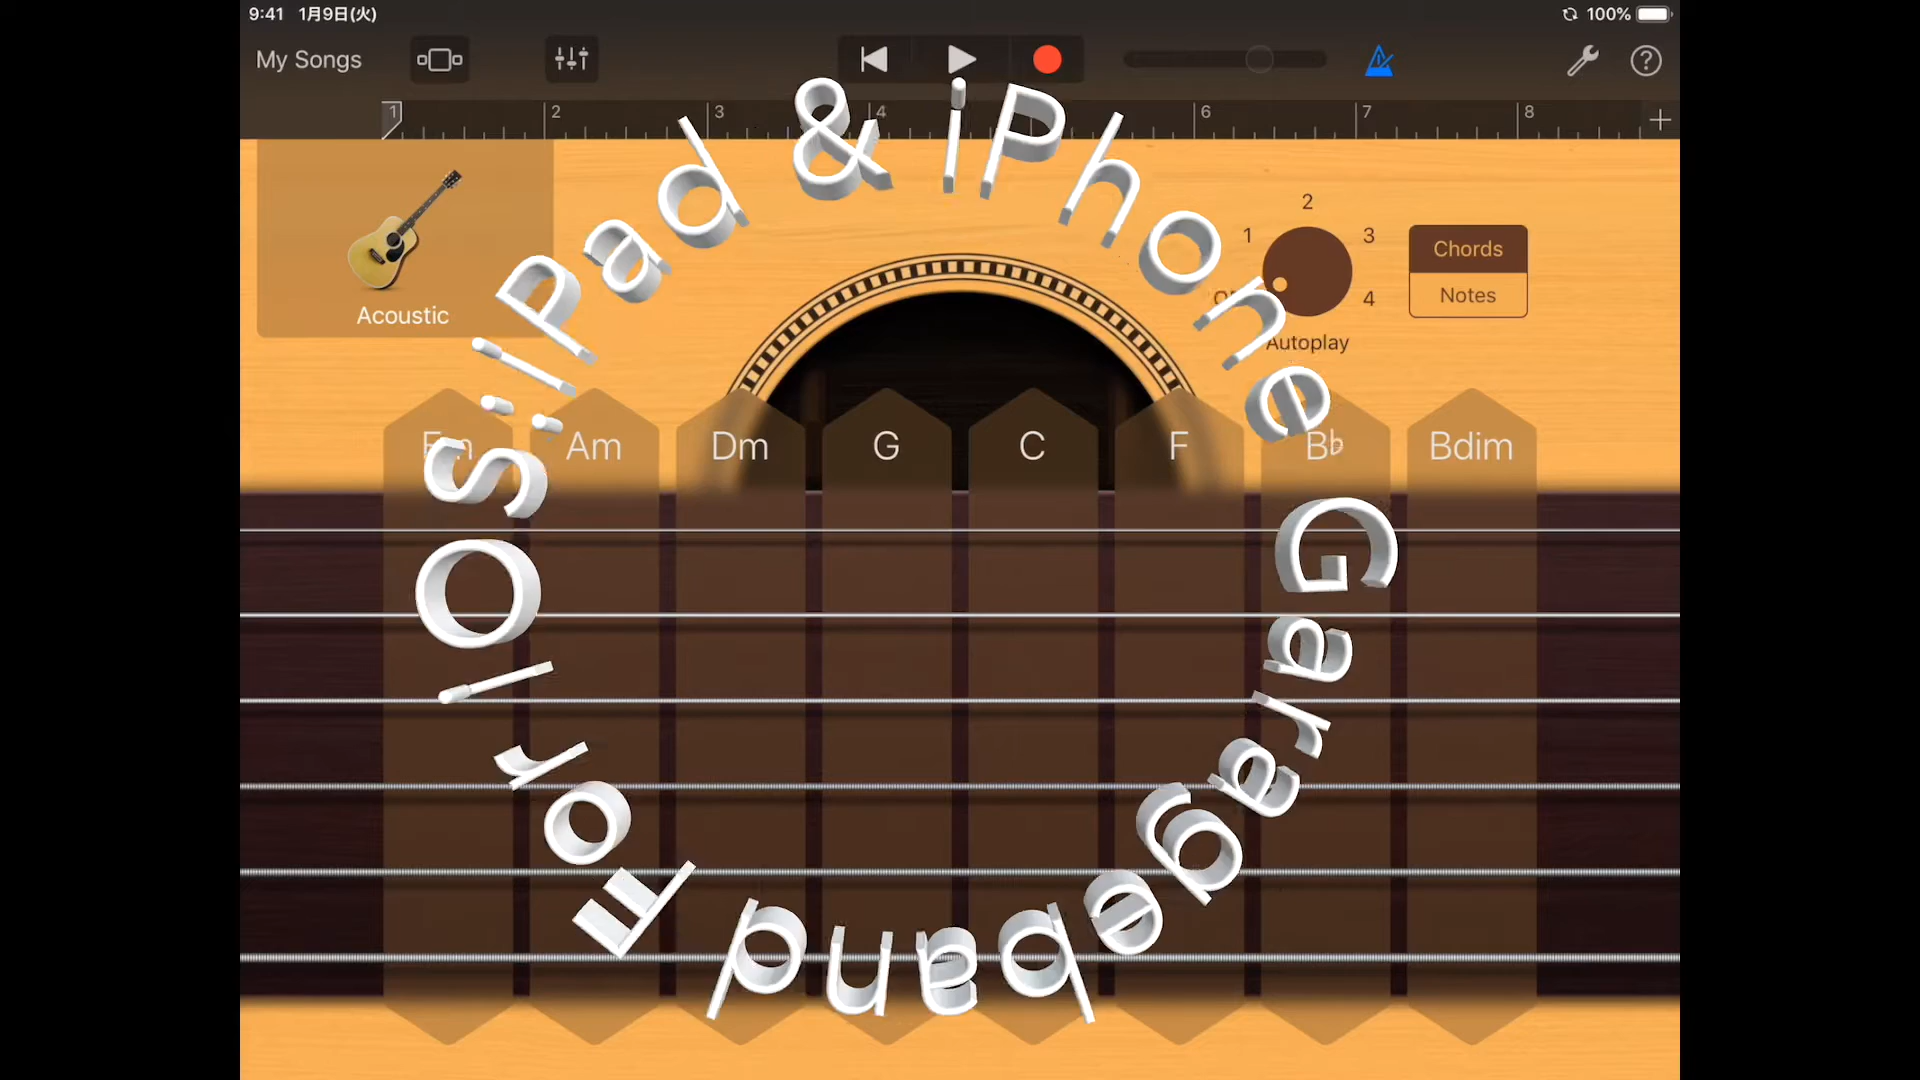 9:41 1月9日(火)
100%
My Songs
1 2 3 4 6 7 8
Acoustic
1 2 3 4
Autoplay
Chords
Notes
Em Am Dm G C F B♭ Bdim
Garageband For iOS:iPad & iPhone